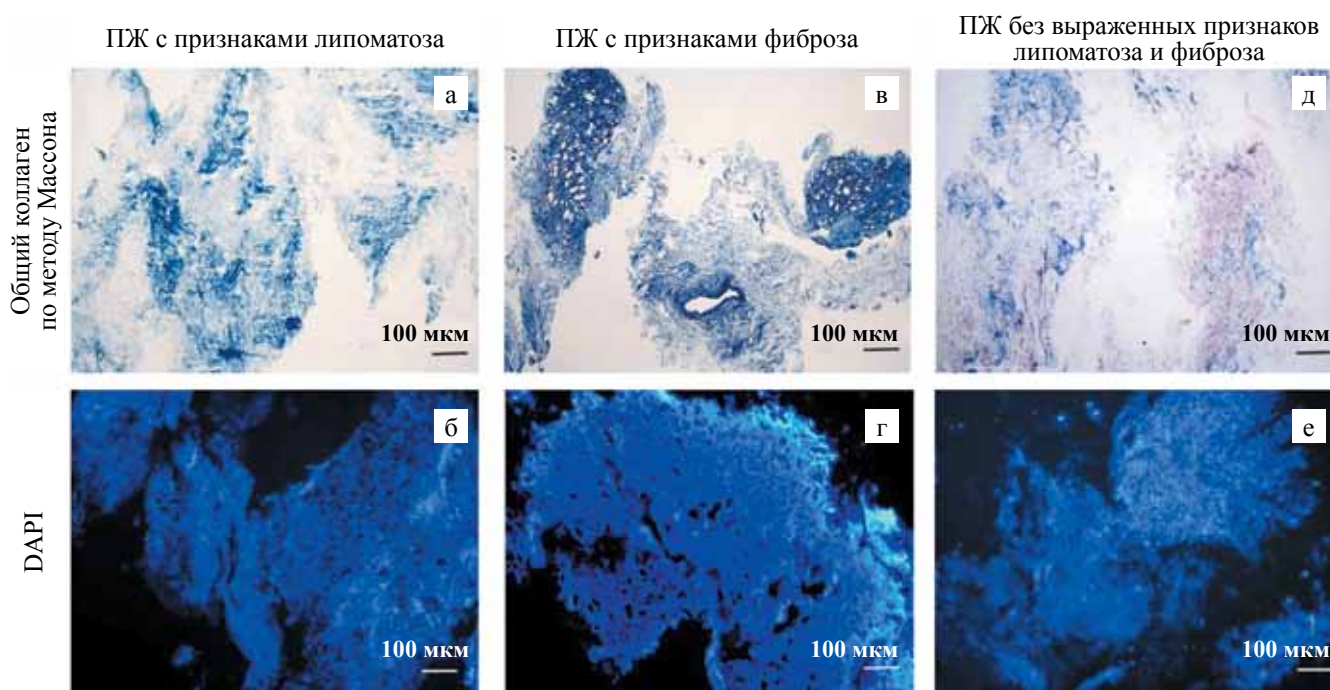 ПЖ с признаками липоматоза
ПЖ с признаками фиброза
ПЖ без выраженных признаков
липоматоза и фиброза
Общий коллаген
по методу Массона
а
100 мкм
в
100 мкм
д
100 мкм
DAPI
б
100 мкм
г
100 мкм
е
100 мкм